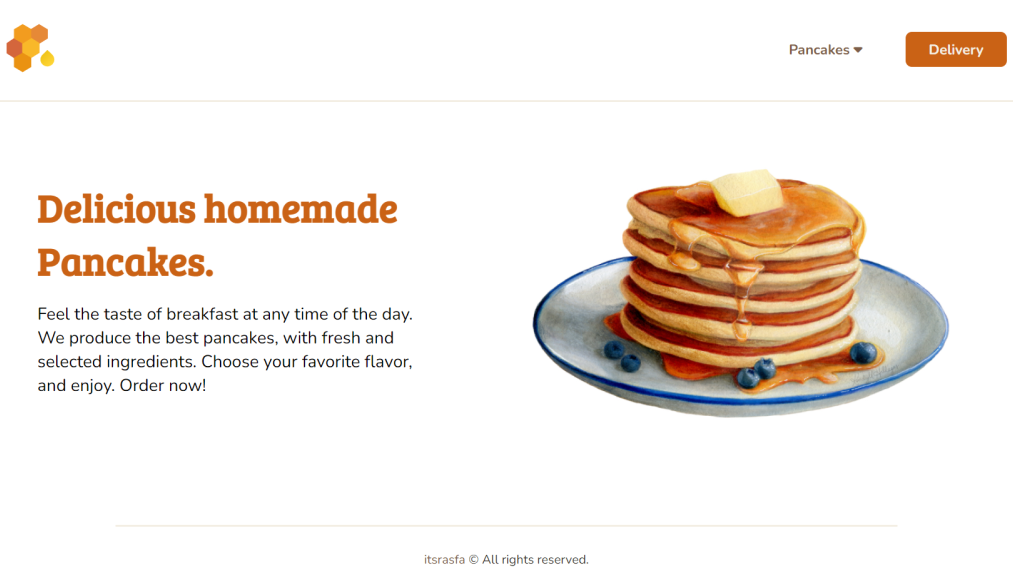 Pancakes
Delivery
Delicious homemade
Pancakes.
Feel the taste of breakfast at any time of the day.
We produce the best pancakes, with fresh and
selected ingredients. Choose your favorite flavor,
and enjoy. Order now!
itsrasfa © All rights reserved.